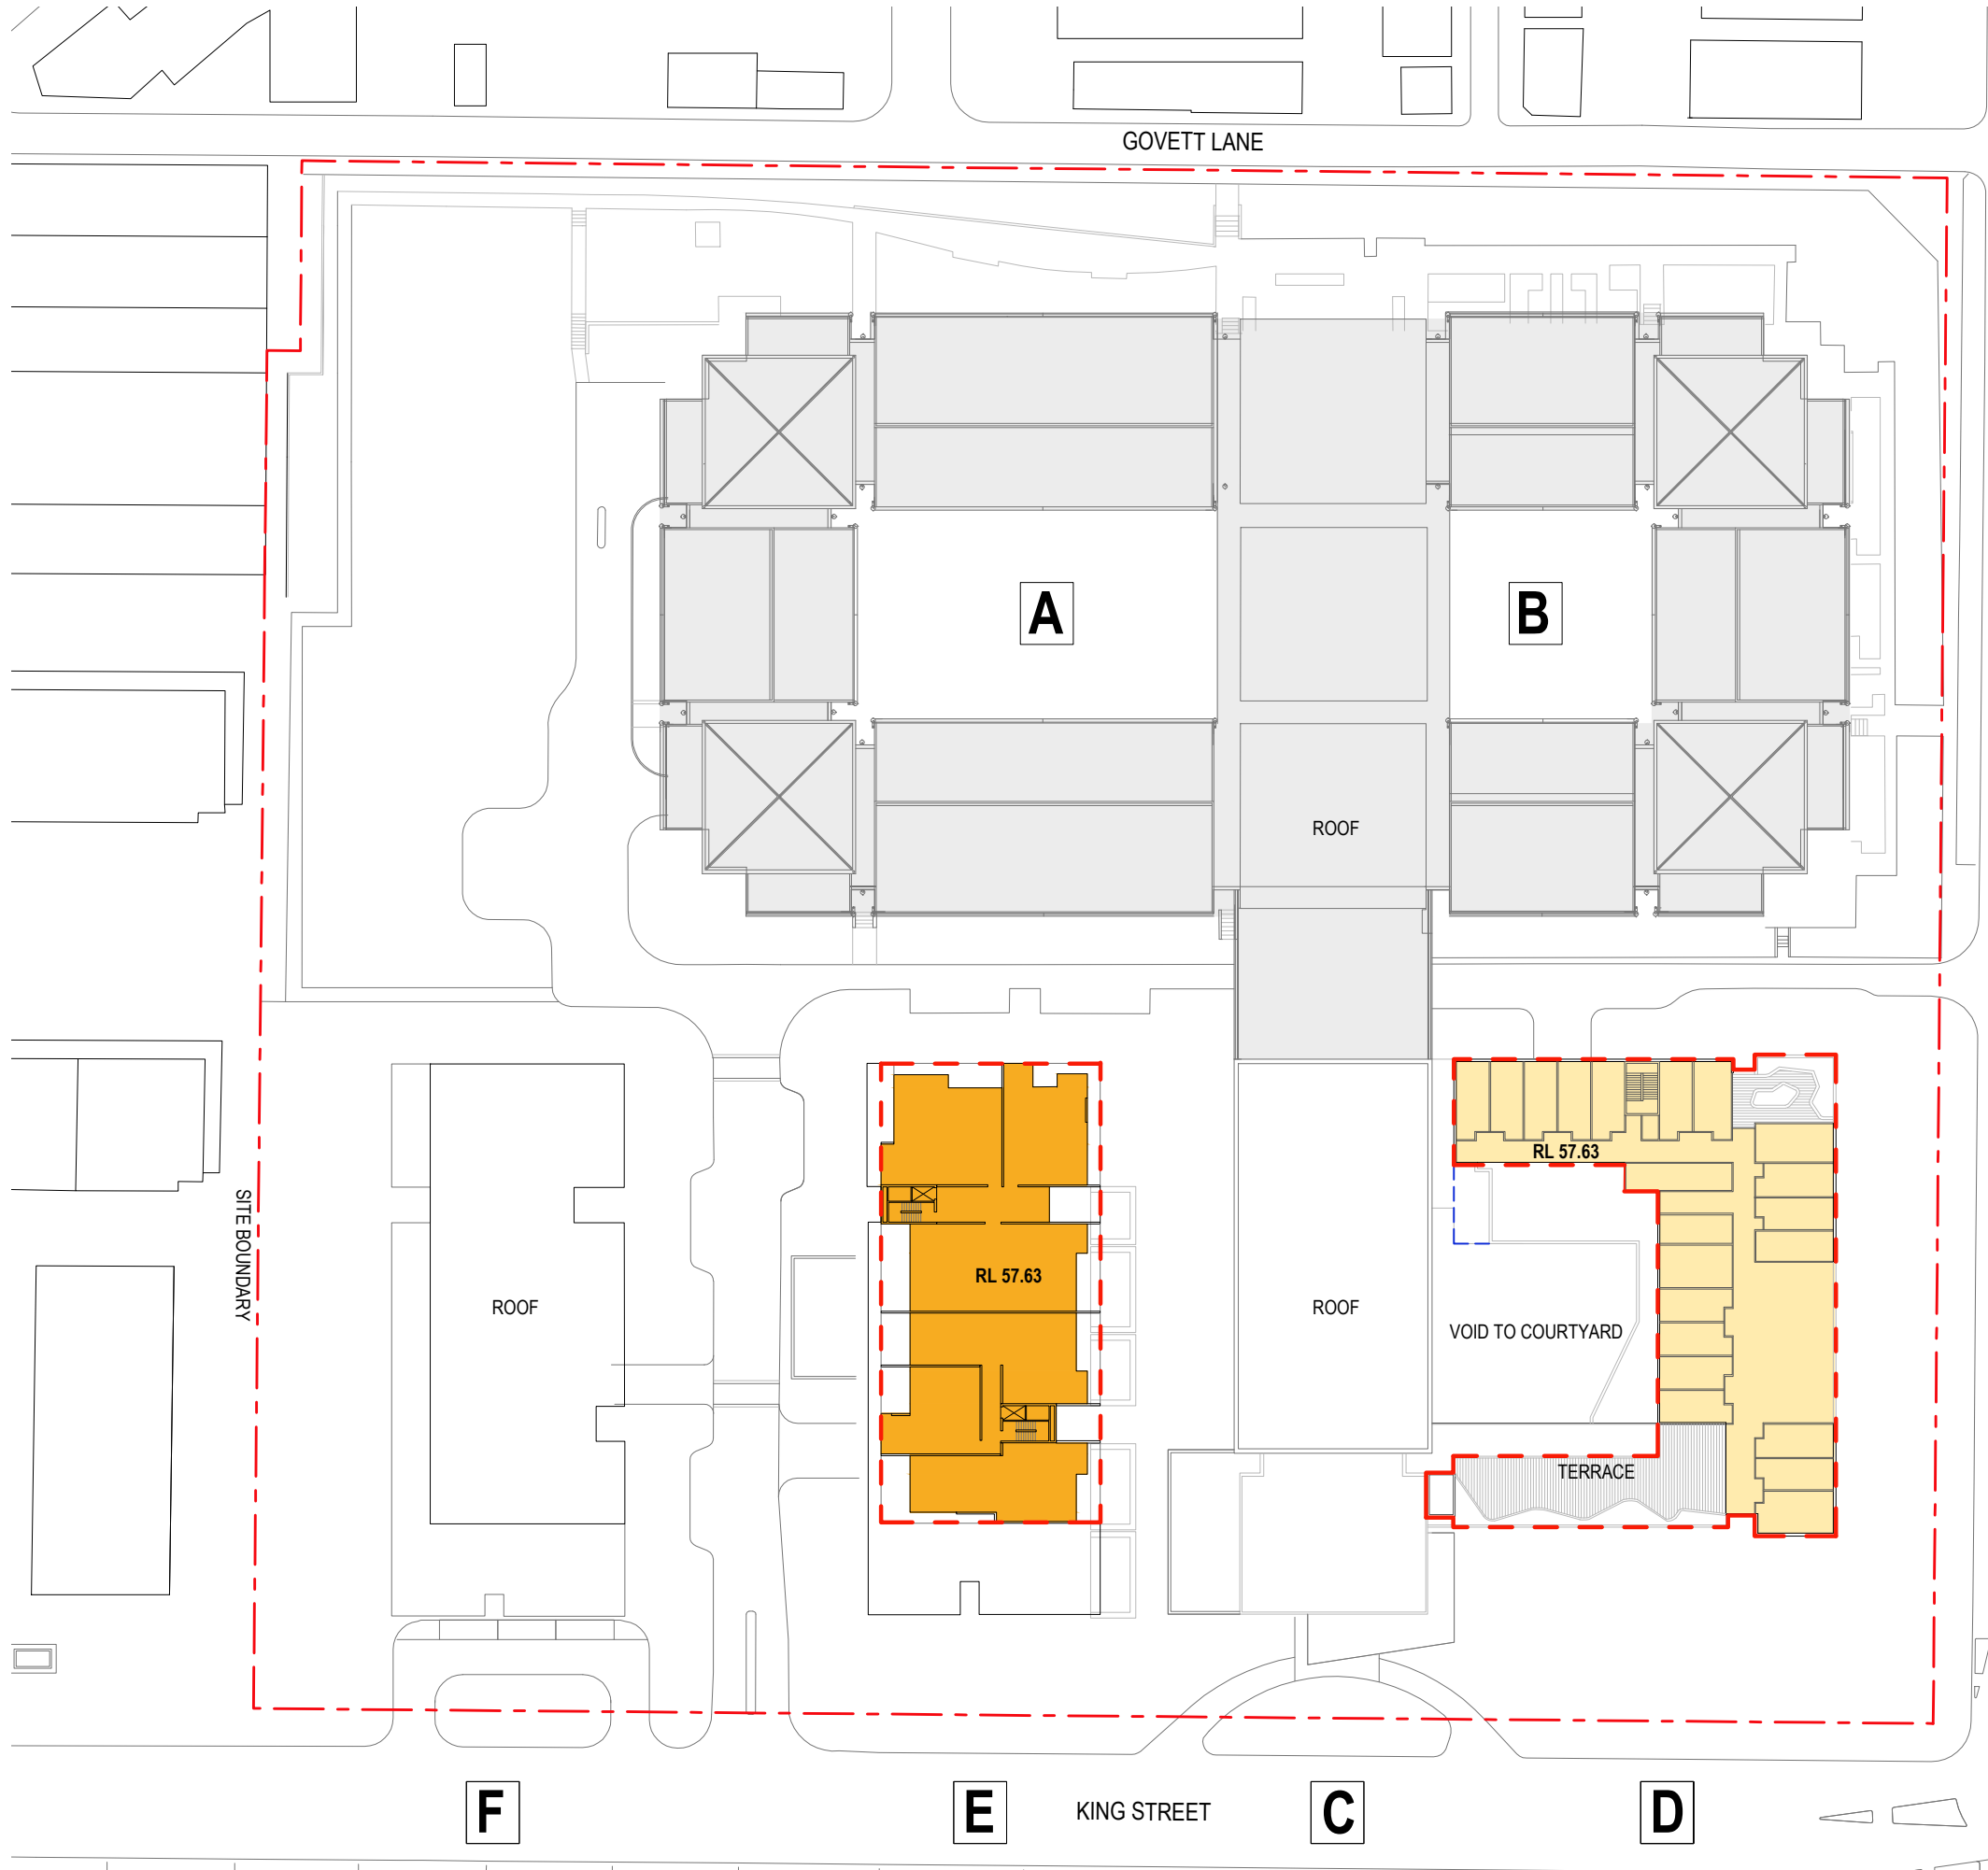 GOVETT LANE
A
B
ROOF
RL 57.63
SITE BOUNDARY
RL 57.63
ROOF
ROOF
VOID TO COURTYARD
TERRACE
F
E
KING STREET
C
D